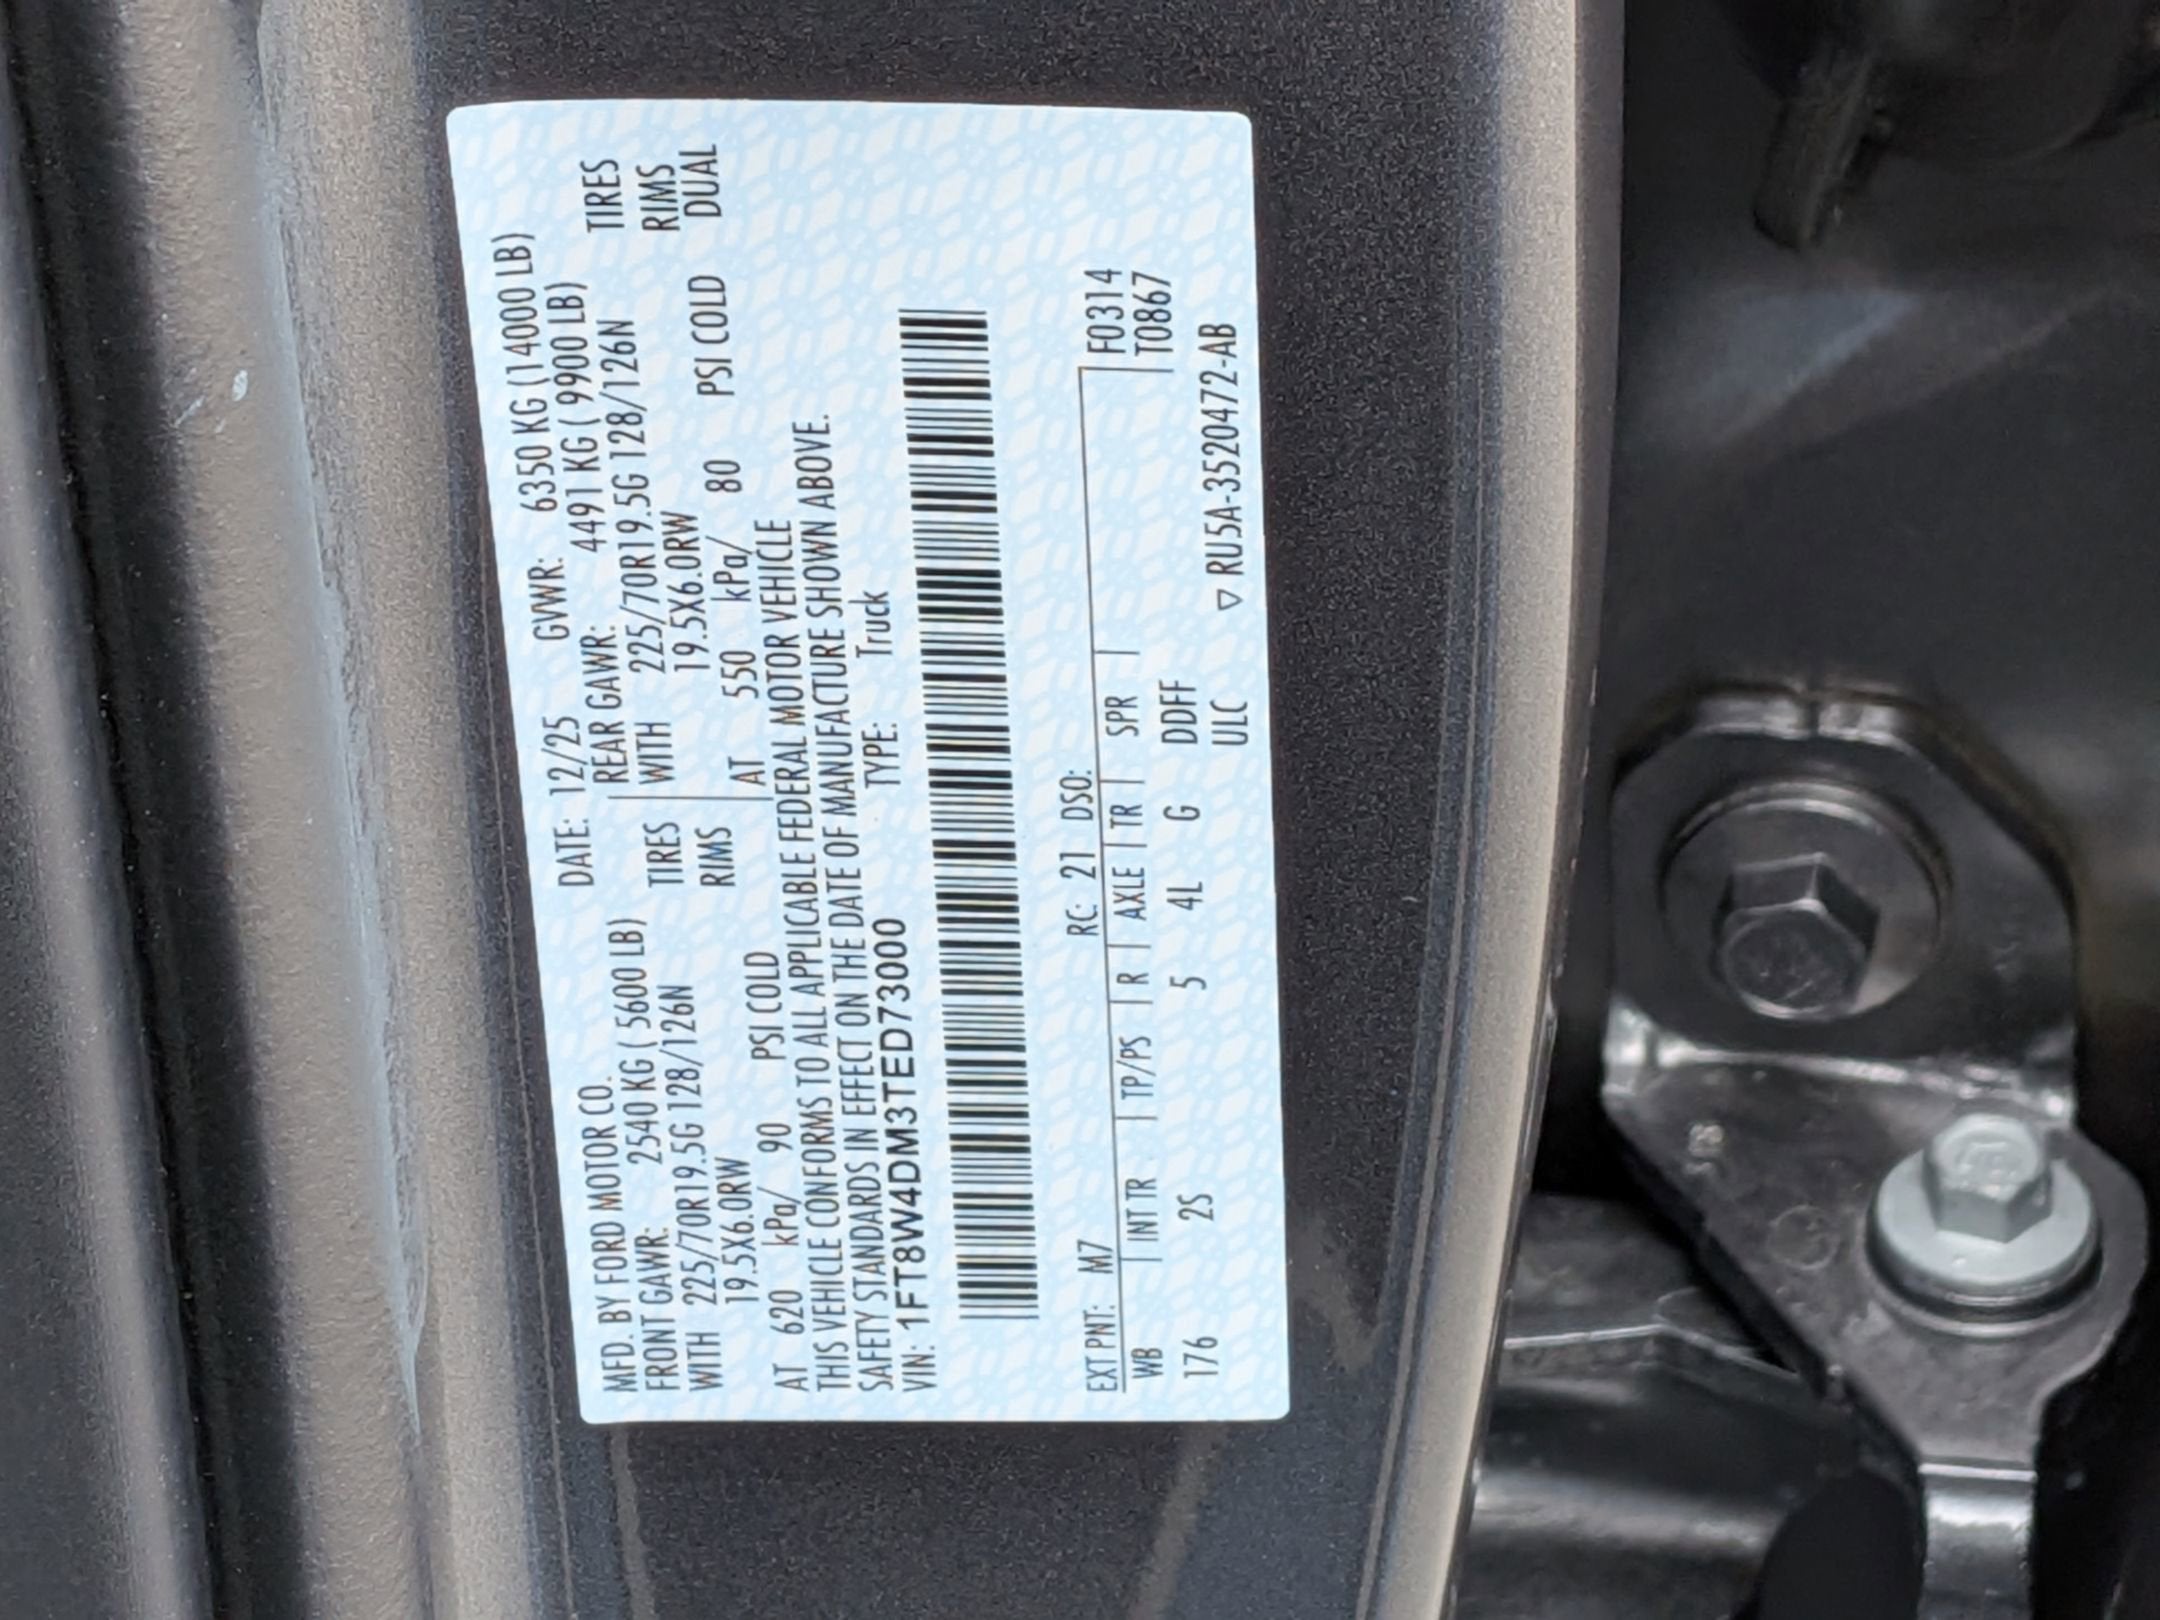 MFD. BY FORD MOTOR CO. DATE: 12/25 GVWR: 6350 KG (14000 LB)
FRONT GAWR: 2540 KG ( 5600 LB) REAR GAWR: 4491 KG ( 9900 LB)
WITH 225/70R19.5G 128/126N TIRES WITH 225/70R19.5G 128/126N TIRES
19.5X6.0RW RIMS 19.5X6.0RW RIMS
AT 620 kPa/ 90 PSI COLD AT 550 kPa/ 80 PSI COLD DUAL
THIS VEHICLE CONFORMS TO ALL APPLICABLE FEDERAL MOTOR VEHICLE
SAFETY STANDARDS IN EFFECT ON THE DATE OF MANUFACTURE SHOWN ABOVE.
VIN: 1FT8W4DM3TED73000 TYPE: Truck
EXT PNT: M7 RC: 21 DSO: F0314
WB INT TR TP/PS R AXLE TR SPR T0867
176 2S 5 4L G DDFF
ULC ▽ RU5A-3520472-AB